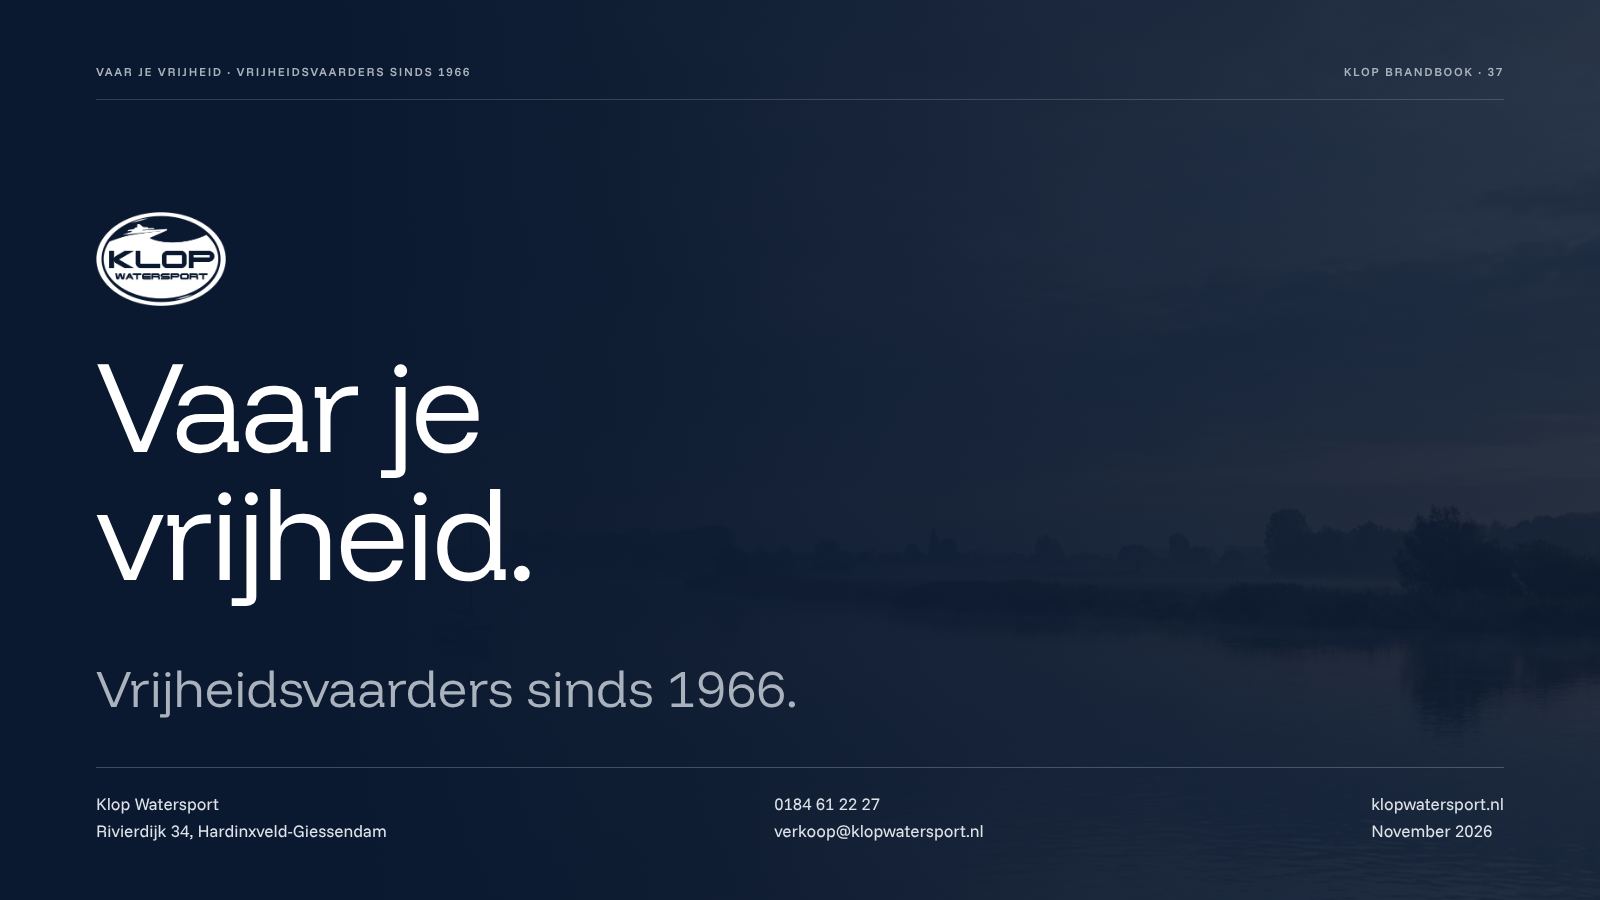 VAAR JE VRIJHEID · VRIJHEIDSVAARDERS SINDS 1966
KLOP BRANDBOOK · 37
KLOP
WATERSPORT
Vaar je
vrijheid.
Vrijheidsvaarders sinds 1966.
Klop Watersport
Rivierdijk 34, Hardinxveld-Giessendam
0184 61 22 27
verkoop@klopwatersport.nl
klopwatersport.nl
November 2026